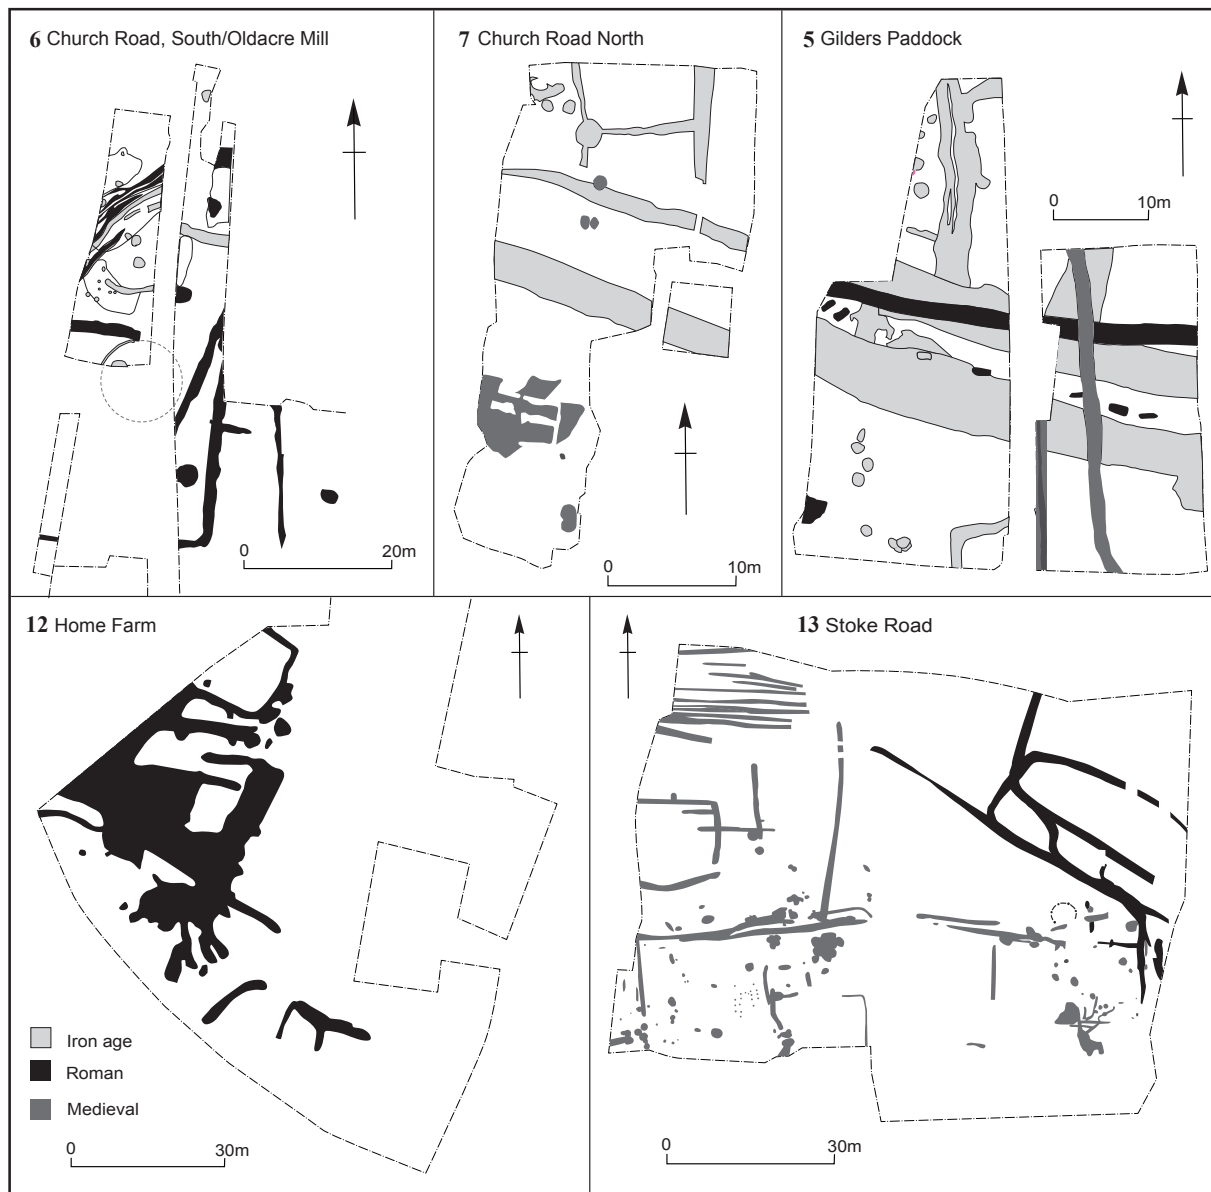 6 Church Road, South/Oldacre Mill
7 Church Road North
5 Gilders Paddock
0 10m
0 20m
0 10m
12 Home Farm
13 Stoke Road
Iron age
Roman
Medieval
0 30m
0 30m